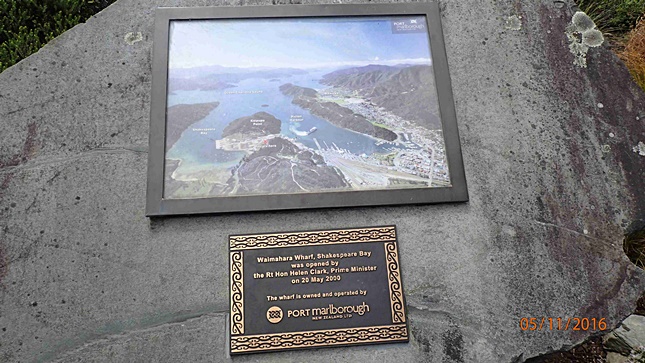 PORT marlborough
Waimahara Wharf, Shakespeare Bay
was opened by
the Rt Hon Helen Clark, Prime Minister
on 20 May 2000
The wharf is owned and operated by
PORT marlborough
NEW ZEALAND LTD
05/11/2016